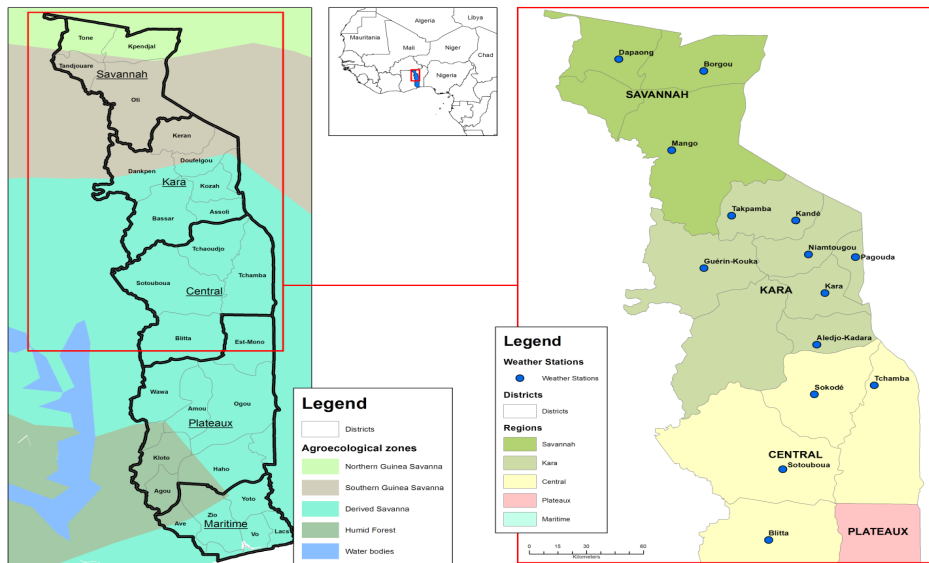 Tone
Kpendjal
Tandjouare
Savannah
Oti
Keran
Doufelgou
Dankpen
Kara
Kozah
Assoli
Bassar
Tchaoudjo
Tchamba
Sotouboua
Central
Blitta
Est-Mono
Wawa
Ogou
Amou
Plateaux
Kloto
Haho
Agou
Yoto
Zio
Ave
Maritime
Vo
Lacs
Legend
Districts
Agroecological zones
Northern Guinea Savanna
Southern Guinea Savanna
Derived Savanna
Humid Forest
Water bodies
Algeria
Libya
Mauritania
Mali
Niger
Chad
Nigeria
Dapaong
Borgou
SAVANNAH
Mango
Takpamba
Kandé
Niamtougou
Pagouda
Guérin-Kouka
KARA
Kara
Aledjo-Kadara
Tchamba
Sokodé
CENTRAL
Sotouboua
Blitta
PLATEAUX
Legend
Weather Stations
Weather Stations
Districts
Districts
Regions
Savannah
Kara
Central
Plateaux
Maritime
0 30 60
Kilometers